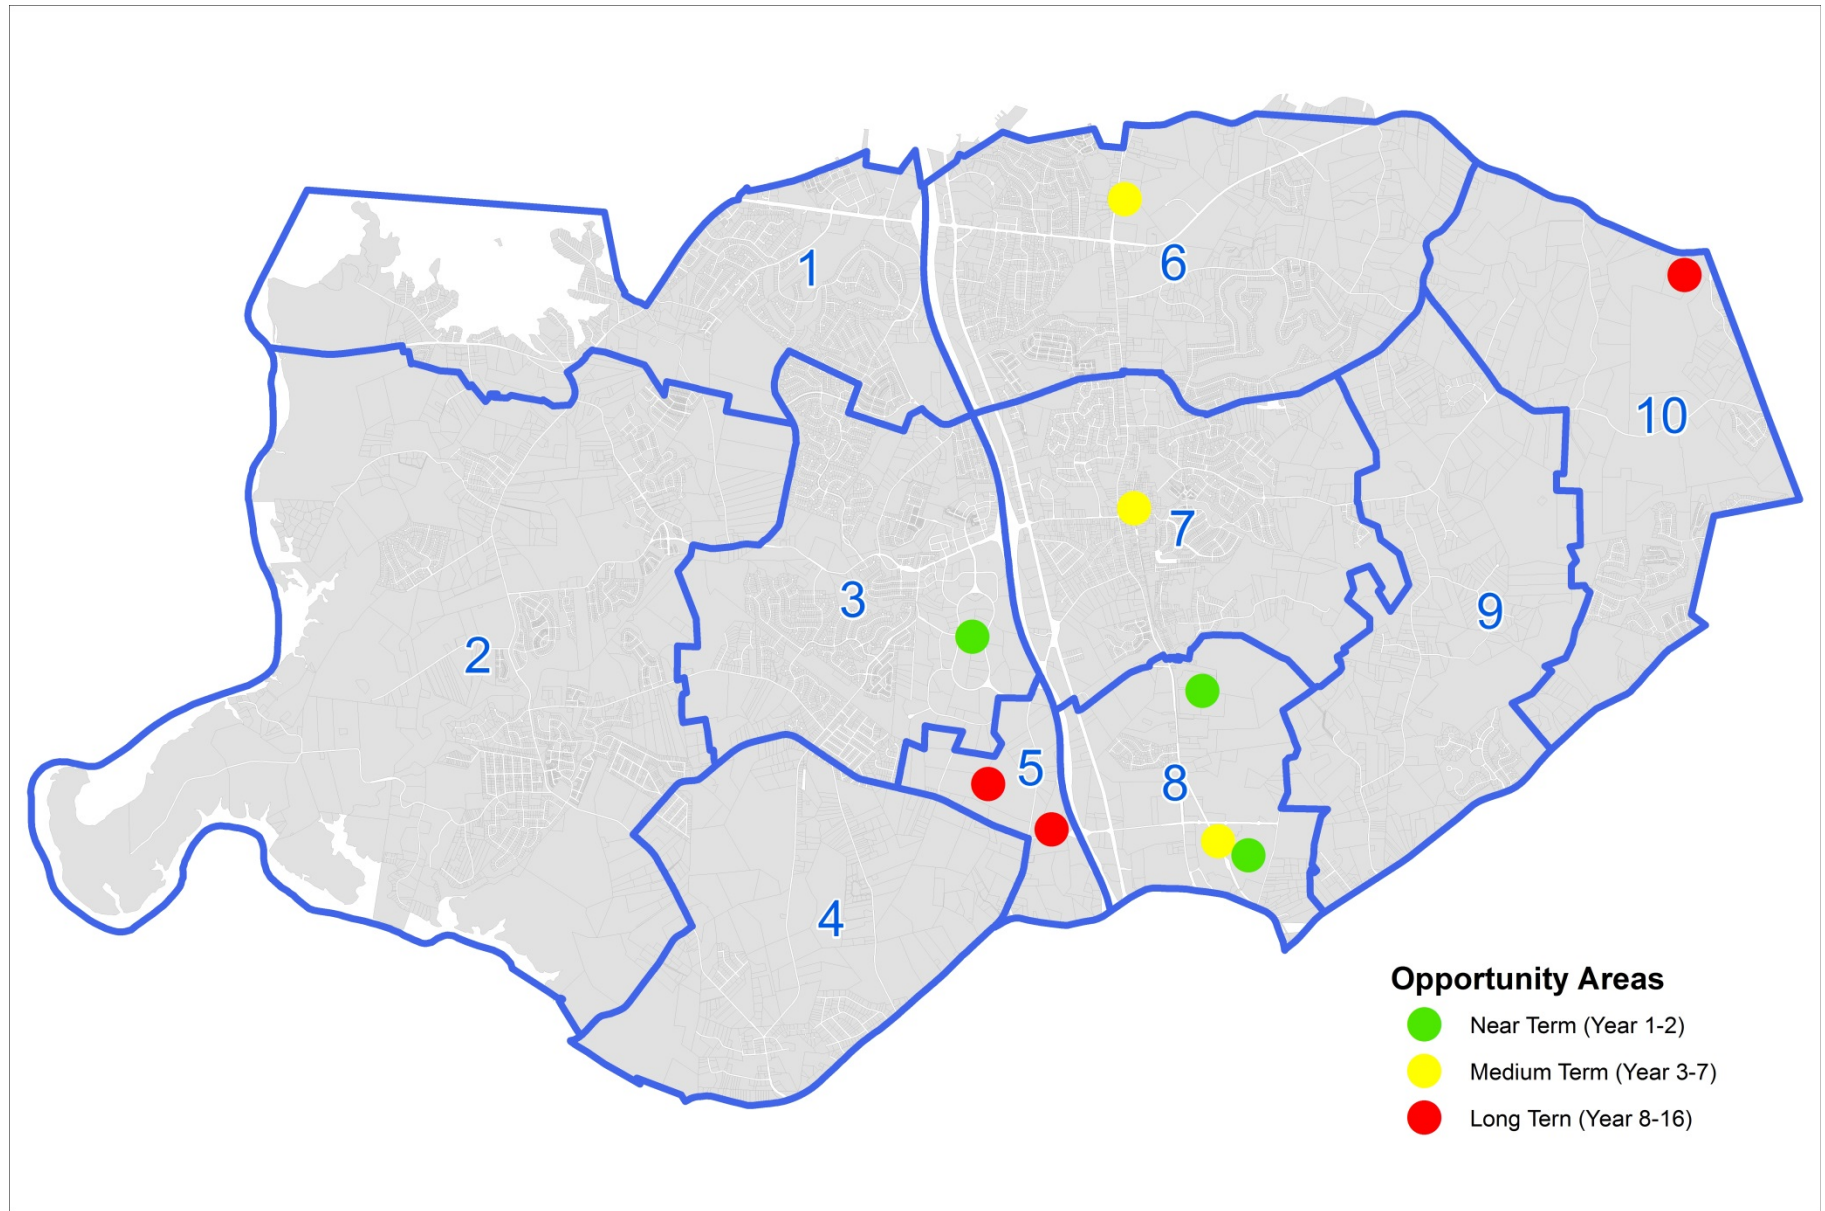 1
6
10
7
3
9
2
5
8
4
Opportunity Areas
Near Term (Year 1-2)
Medium Term (Year 3-7)
Long Tern (Year 8-16)